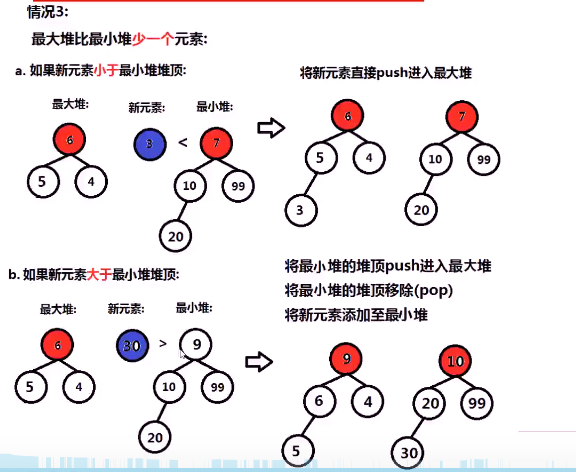 情况3:
最大堆比最小堆少一个元素:
a. 如果新元素小于最小堆堆顶:
将新元素直接push进入最大堆
最大堆: 新元素: 最小堆:
6 3 < 7 6 7
5 4 10 99 5 4 10 99
20 3 20
b. 如果新元素大于最小堆堆顶:
将最小堆的堆顶push进入最大堆
将最小堆的堆顶移除(pop)
将新元素添加至最小堆
最大堆: 新元素: 最小堆:
6 30 > 9 9 10
5 4 10 99 6 4 20 99
20 5 30